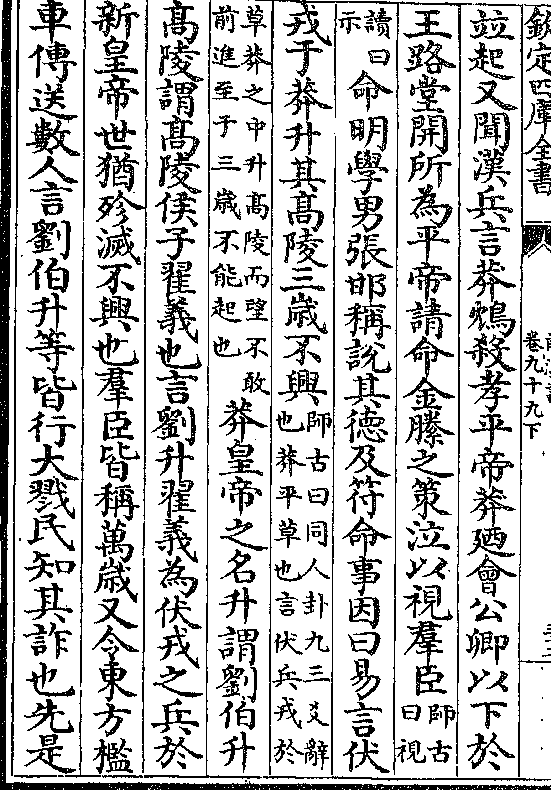 欽定四庫全書
卷九十九下
竝起又聞漢兵言莽鴆殺孝平帝莽廼會公卿以下於
王路堂開所為平帝請命金縢之策泣以視羣臣師古曰視
讀曰示命明學男張邯稱說其德及符命事因曰易言伏
戎于莽升其高陵三歲不興師古曰同人卦九三爻辭也莽平草也言伏兵戎於
草莽之中升高陵而望不敢前進至于三歲不能起也莽皇帝之名升謂劉伯升
高陵謂高陵侯子翟義也言劉升翟義為伏戎之兵於
新皇帝世猶殄滅不興也羣臣皆稱萬歲又令東方檻
車傳送數人言劉伯升等皆行大戮民知其詐也先是